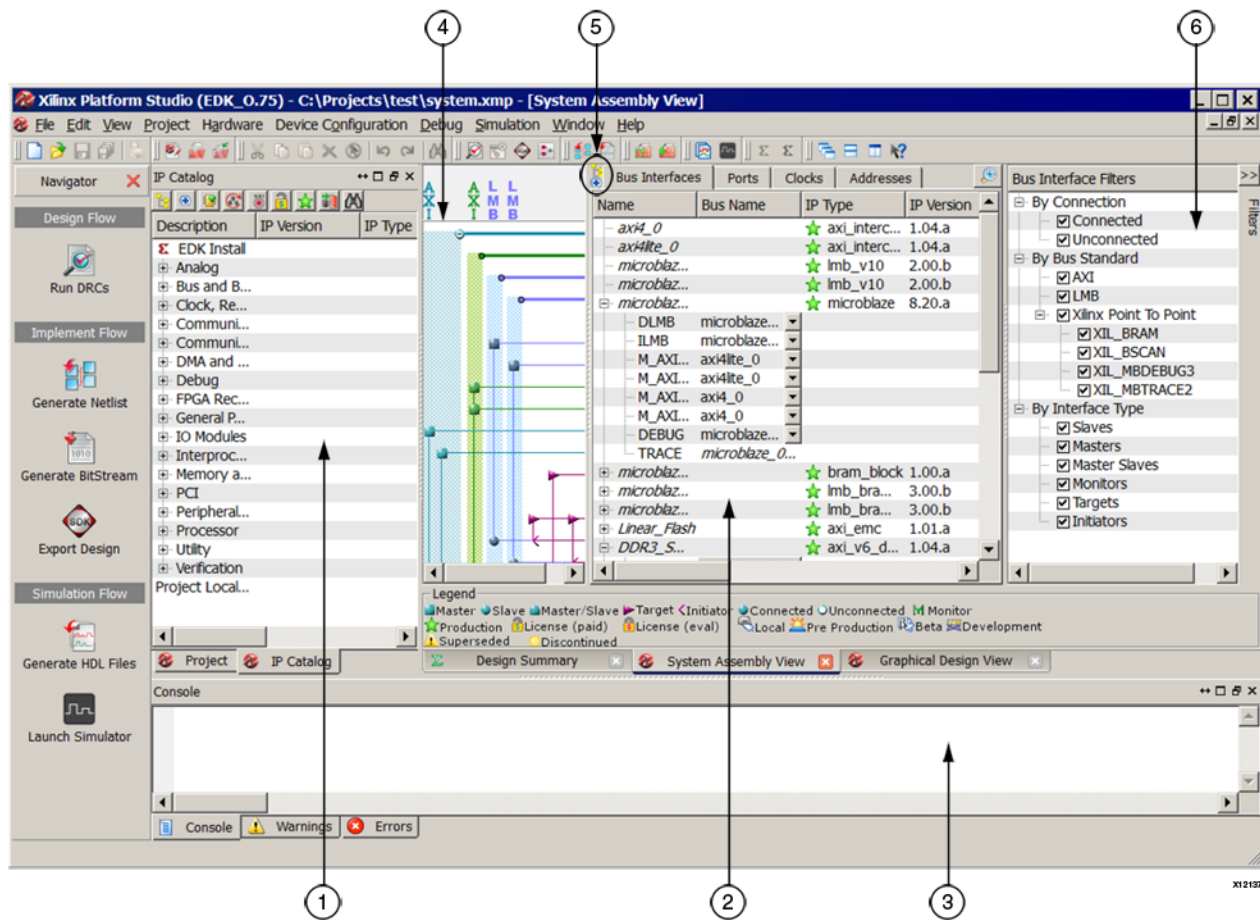 4 5 6
Xilinx Platform Studio (EDK_O.75) - C:\Projects\test\system.xmp - [System Assembly View]
File Edit View Project Hardware Device Configuration Debug Simulation Window Help
Navigator
Design Flow
Run DRCs
Implement Flow
Generate Netlist
Generate BitStream
Export Design
Simulation Flow
Generate HDL Files
Launch Simulator
IP Catalog
Description IP Version IP Type
EDK Install
Analog
Bus and B...
Clock, Re...
Communi...
Communi...
DMA and ...
Debug
FPGA Rec...
General P...
IO Modules
Interproc...
Memory a...
PCI
Peripheral...
Processor
Utility
Verification
Project Local...
Project IP Catalog
AXI AXI LMB LMB
Bus Interfaces Ports Clocks Addresses
Name Bus Name IP Type IP Version
axi4_0 axi_interc... 1.04.a
axi4lite_0 axi_interc... 1.04.a
microblaz... lmb_v10 2.00.b
microblaz... lmb_v10 2.00.b
microblaz... microblaze 8.20.a
DLMB microblaze...
ILMB microblaze...
M_AXI... axi4lite_0
M_AXI... axi4lite_0
M_AXI... axi4_0
M_AXI... axi4_0
DEBUG microblaze...
TRACE microblaze_0...
microblaz... bram_block 1.00.a
microblaz... lmb_bra... 3.00.b
microblaz... lmb_bra... 3.00.b
Linear_Flash axi_emc 1.01.a
DDR3_S... axi_v6_d... 1.04.a
Bus Interface Filters >>
Filters
By Connection
Connected
Unconnected
By Bus Standard
AXI
LMB
Xilinx Point To Point
XIL_BRAM
XIL_BSCAN
XIL_MBDEBUG3
XIL_MBTRACE2
By Interface Type
Slaves
Masters
Master Slaves
Monitors
Targets
Initiators
Legend
Master Slave Master/Slave Target Initiator Connected Unconnected M Monitor
Production License (paid) License (eval) Local Pre Production Beta Development
Superseded Discontinued
Design Summary System Assembly View Graphical Design View
Console
Console Warnings Errors
X12137
1 2 3